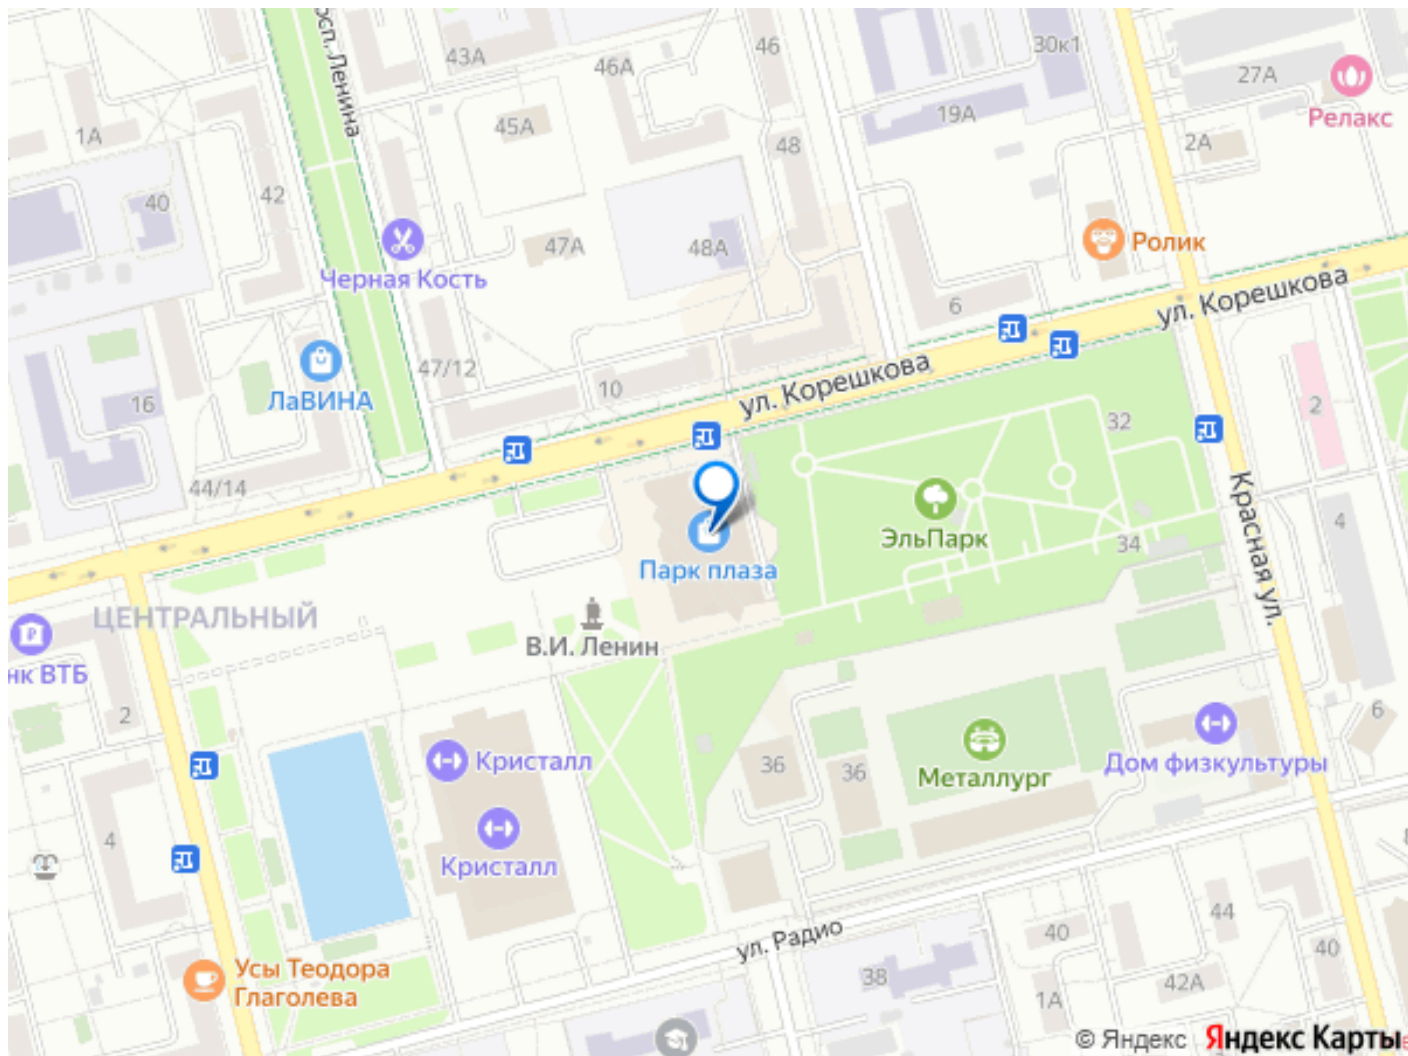 осп. Ленина
43А
46А
46
30к1
27А
Релакс
1А
45А
19А
2А
48
42
40
47А
48А
Ролик
Черная Кость
ул. Корешкова
6
47/12
ул. Корешкова
10
ЛаВИНА
16
2
32
44/14
Красная ул.
4
ЭльПарк
34
Парк плаза
ЦЕНТРАЛЬНЫЙ
В.И. Ленин
нк ВТБ
2
6
Кристалл
36
36
Металлург
Дом физкультуры
4
Кристалл
8
44
ул. Радио
40
40
Усы Теодора
Глаголева
38
42А
1А
© Яндекс Яндекс Карты